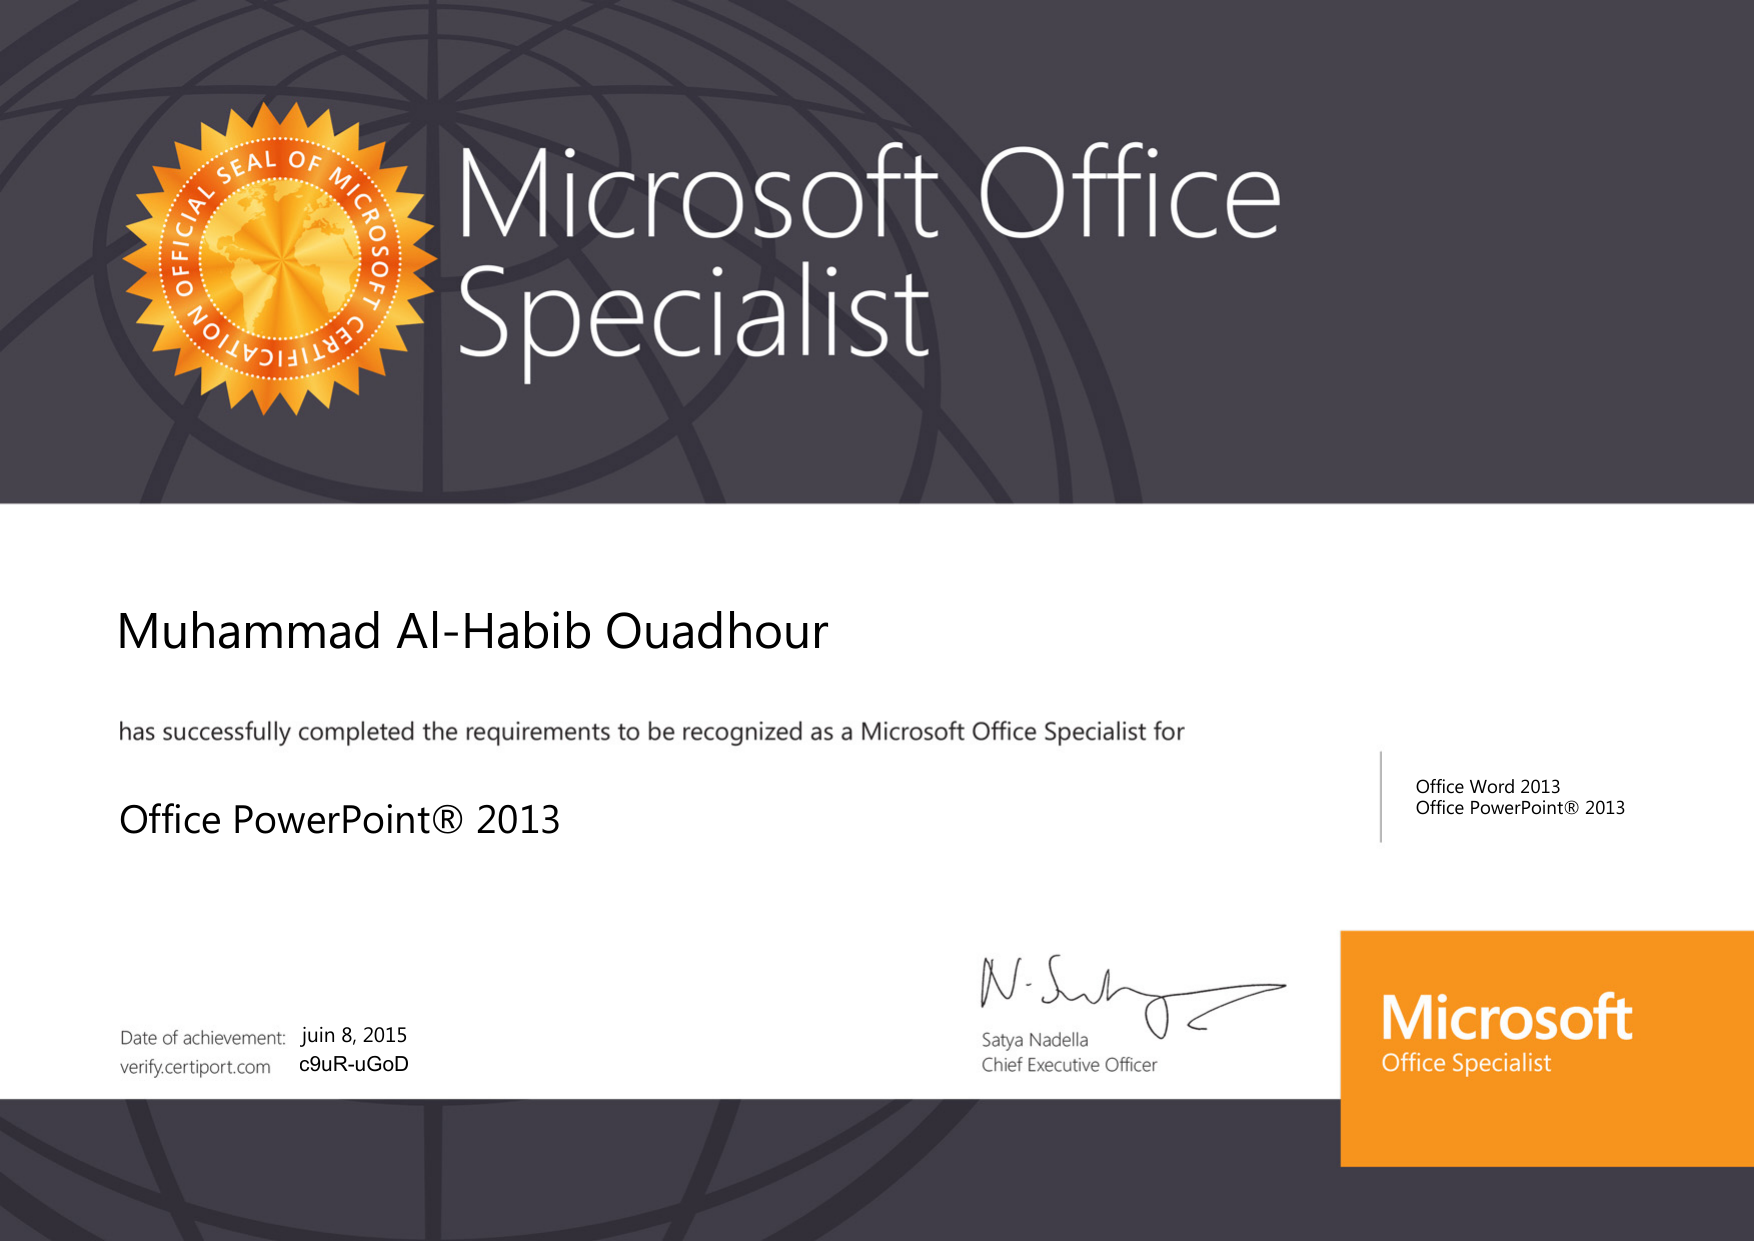 OFFICIAL SEAL OF MICROSOFT CERTIFICATION
Microsoft Office
Specialist
Muhammad Al-Habib Ouadhour
has successfully completed the requirements to be recognized as a Microsoft Office Specialist for
Office PowerPoint® 2013
Office Word 2013
Office PowerPoint® 2013
Date of achievement: juin 8, 2015
verify.certiport.com c9uR-uGoD
N. Satya
Satya Nadella
Chief Executive Officer
Microsoft
Office Specialist